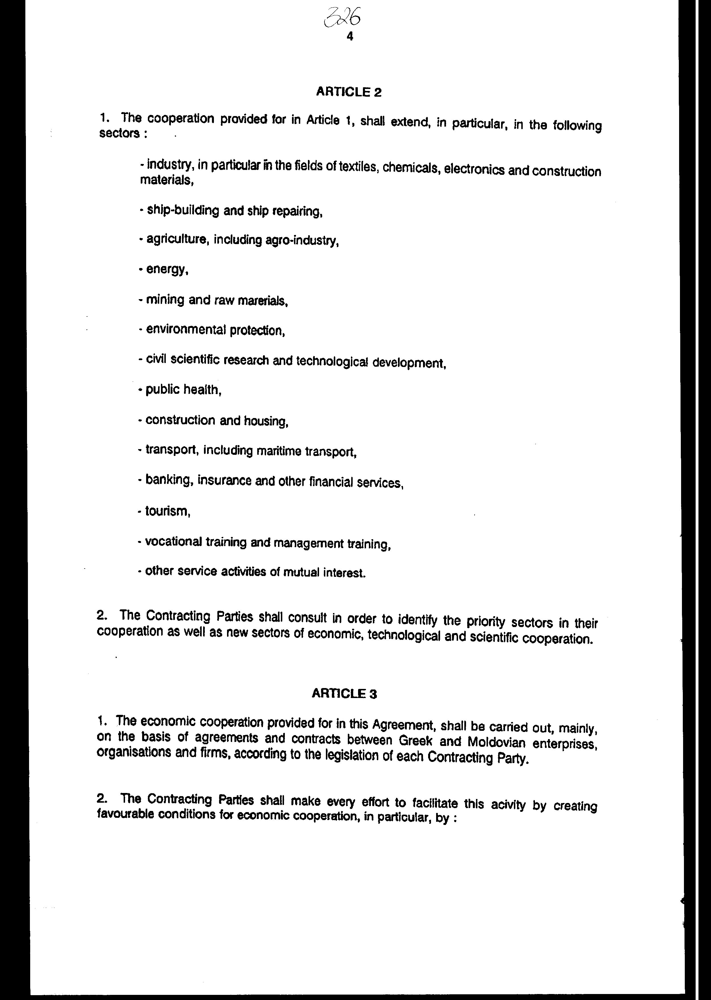 326
4
ARTICLE 2
1. The cooperation provided for in Article 1, shall extend, in particular, in the following
sectors :
- industry, in particular in the fields of textiles, chemicals, electronics and construction
materials,
- ship-building and ship repairing,
- agriculture, including agro-industry,
- energy,
- mining and raw marerials,
- environmental protection,
- civil scientific research and technological development,
- public health,
- construction and housing,
- transport, including maritime transport,
- banking, insurance and other financial services,
- tourism,
- vocational training and management training,
- other service activities of mutual interest.
2. The Contracting Parties shall consult in order to identify the priority sectors in their
cooperation as well as new sectors of economic, technological and scientific cooperation.
ARTICLE 3
1. The economic cooperation provided for in this Agreement, shall be carried out, mainly,
on the basis of agreements and contracts between Greek and Moldovian enterprises,
organisations and firms, according to the legislation of each Contracting Party.
2. The Contracting Parties shall make every effort to facilitate this acivity by creating
favourable conditions for economic cooperation, in particular, by :